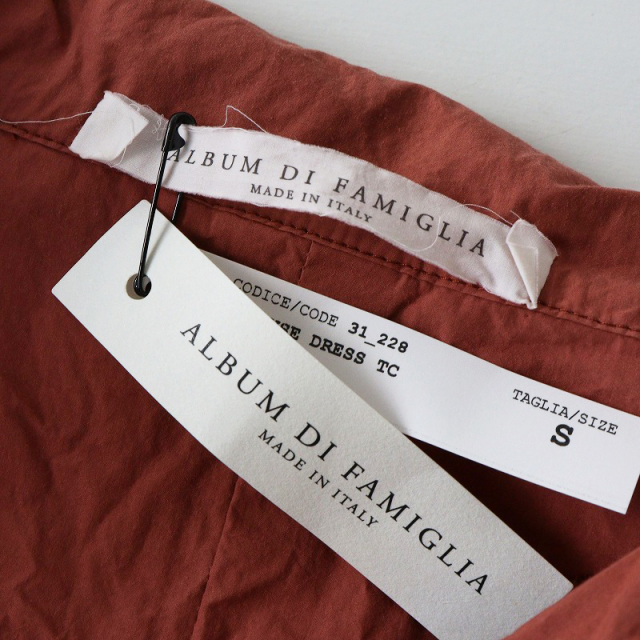 ALBUM DI FAMIGLIA
MADE IN ITALY
CODICE/CODE 31_228
DRESS TC
TAGLIA/SIZE
S
ALBUM DI FAMIGLIA
MADE IN ITALY